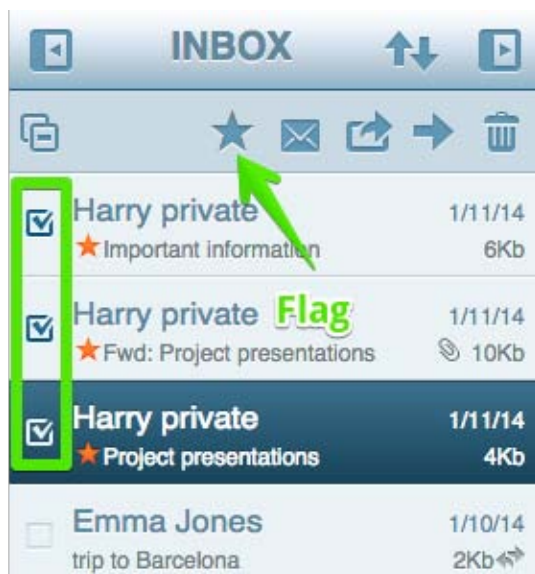 INBOX
Harry private 1/11/14
Important information 6Kb
Harry private Flag 1/11/14
Fwd: Project presentations 10Kb
Harry private 1/11/14
Project presentations 4Kb
Emma Jones 1/10/14
trip to Barcelona 2Kb